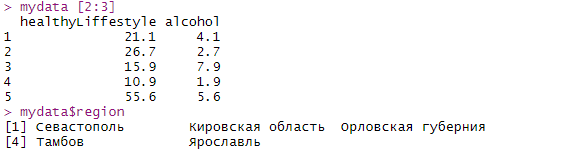 > mydata [2:3]
healthyLiffestyle alcohol
1 21.1 4.1
2 26.7 2.7
3 15.9 7.9
4 10.9 1.9
5 55.6 5.6
> mydata$region
[1] Севастополь Кировская область Орловская губерния
[4] Тамбов Ярославль